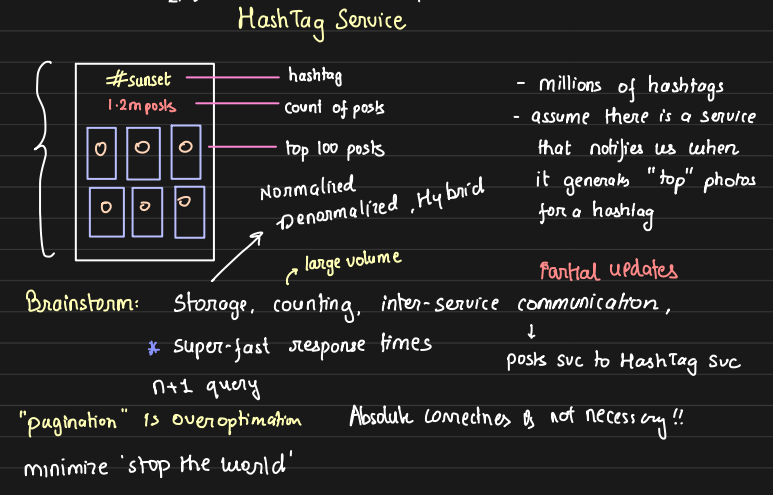 HashTag Service
#sunset
hashtag
1.2m posts
count of posts
top 100 posts
- millions of hashtags
- assume there is a service
that notifies us when
it generats "top" photos
for a hashtag
Normalized
Denormalized, Hybrid
large volume
Partial updates
Brainstorm: Storage, counting, inter-service communication,
* super-fast response times
posts svc to HashTag svc
n+1 query
"pagination" is overoptimation
Absolute correctnes is not necessary!!
minimize 'stop the world'